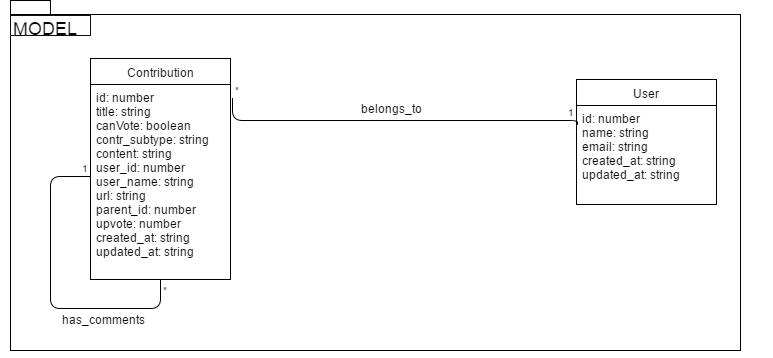 MODEL
Contribution
id: number
title: string
canVote: boolean
contr_subtype: string
content: string
user_id: number
user_name: string
url: string
parent_id: number
upvote: number
created_at: string
updated_at: string
*
belongs_to
1
User
id: number
name: string
email: string
created_at: string
updated_at: string
1
*
has_comments